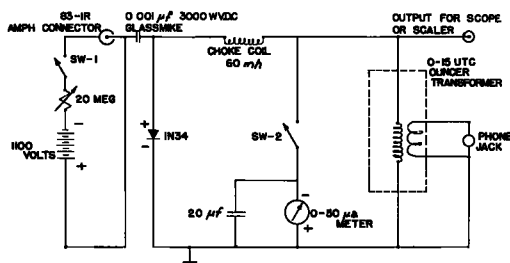 83-1R
AMPH CONNECTOR
0.001 μf 3000 WVDC
GLASSMIKE
CHOKE COIL
60 m/h
OUTPUT FOR SCOPE
OR SCALER
SW-1
20 MEG
-
1100
VOLTS
+
+
IN34
-
SW-2
0-15 UTC
OUNCER
TRANSFORMER
PHONE
JACK
20 μf
-
0-50 μa
METER
+